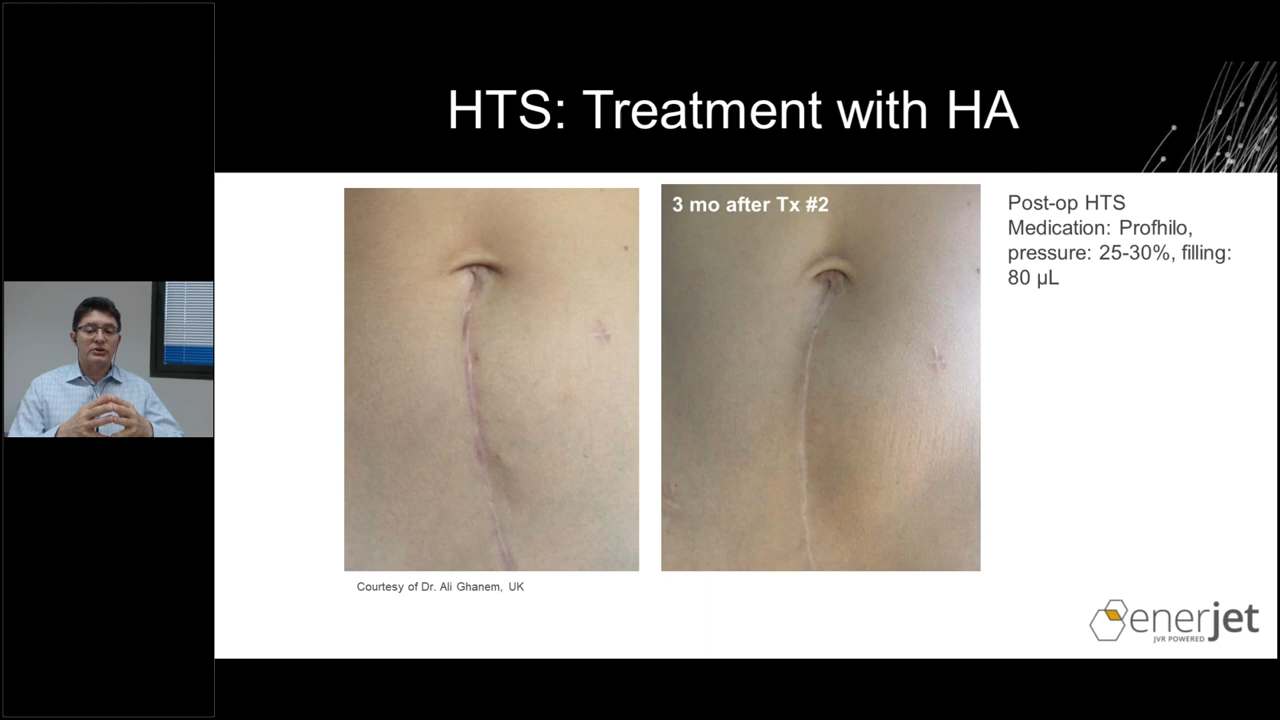 HTS: Treatment with HA
3 mo after Tx #2
Post-op HTS
Medication: Profhilo,
pressure: 25-30%, filling:
80 µL
Courtesy of Dr. Ali Ghanem, UK
enerjet
JVR POWERED